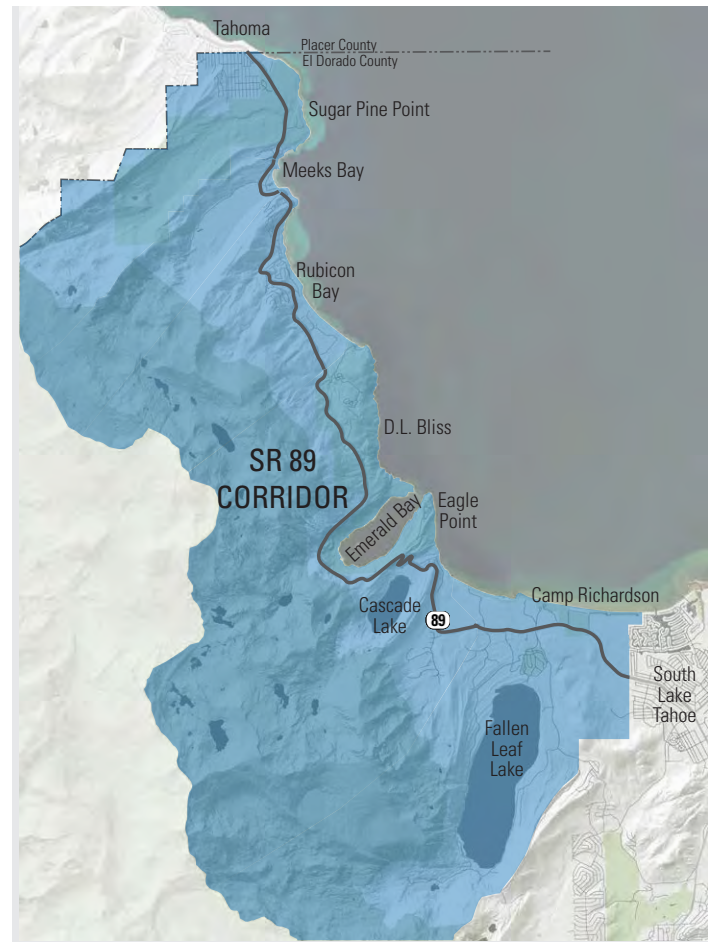 Tahoma
Placer County
El Dorado County
Sugar Pine Point
Meeks Bay
Rubicon
Bay
D.L. Bliss
SR 89
CORRIDOR
Eagle
Point
Emerald Bay
Camp Richardson
Cascade
Lake
89
South
Lake
Tahoe
Fallen
Leaf
Lake